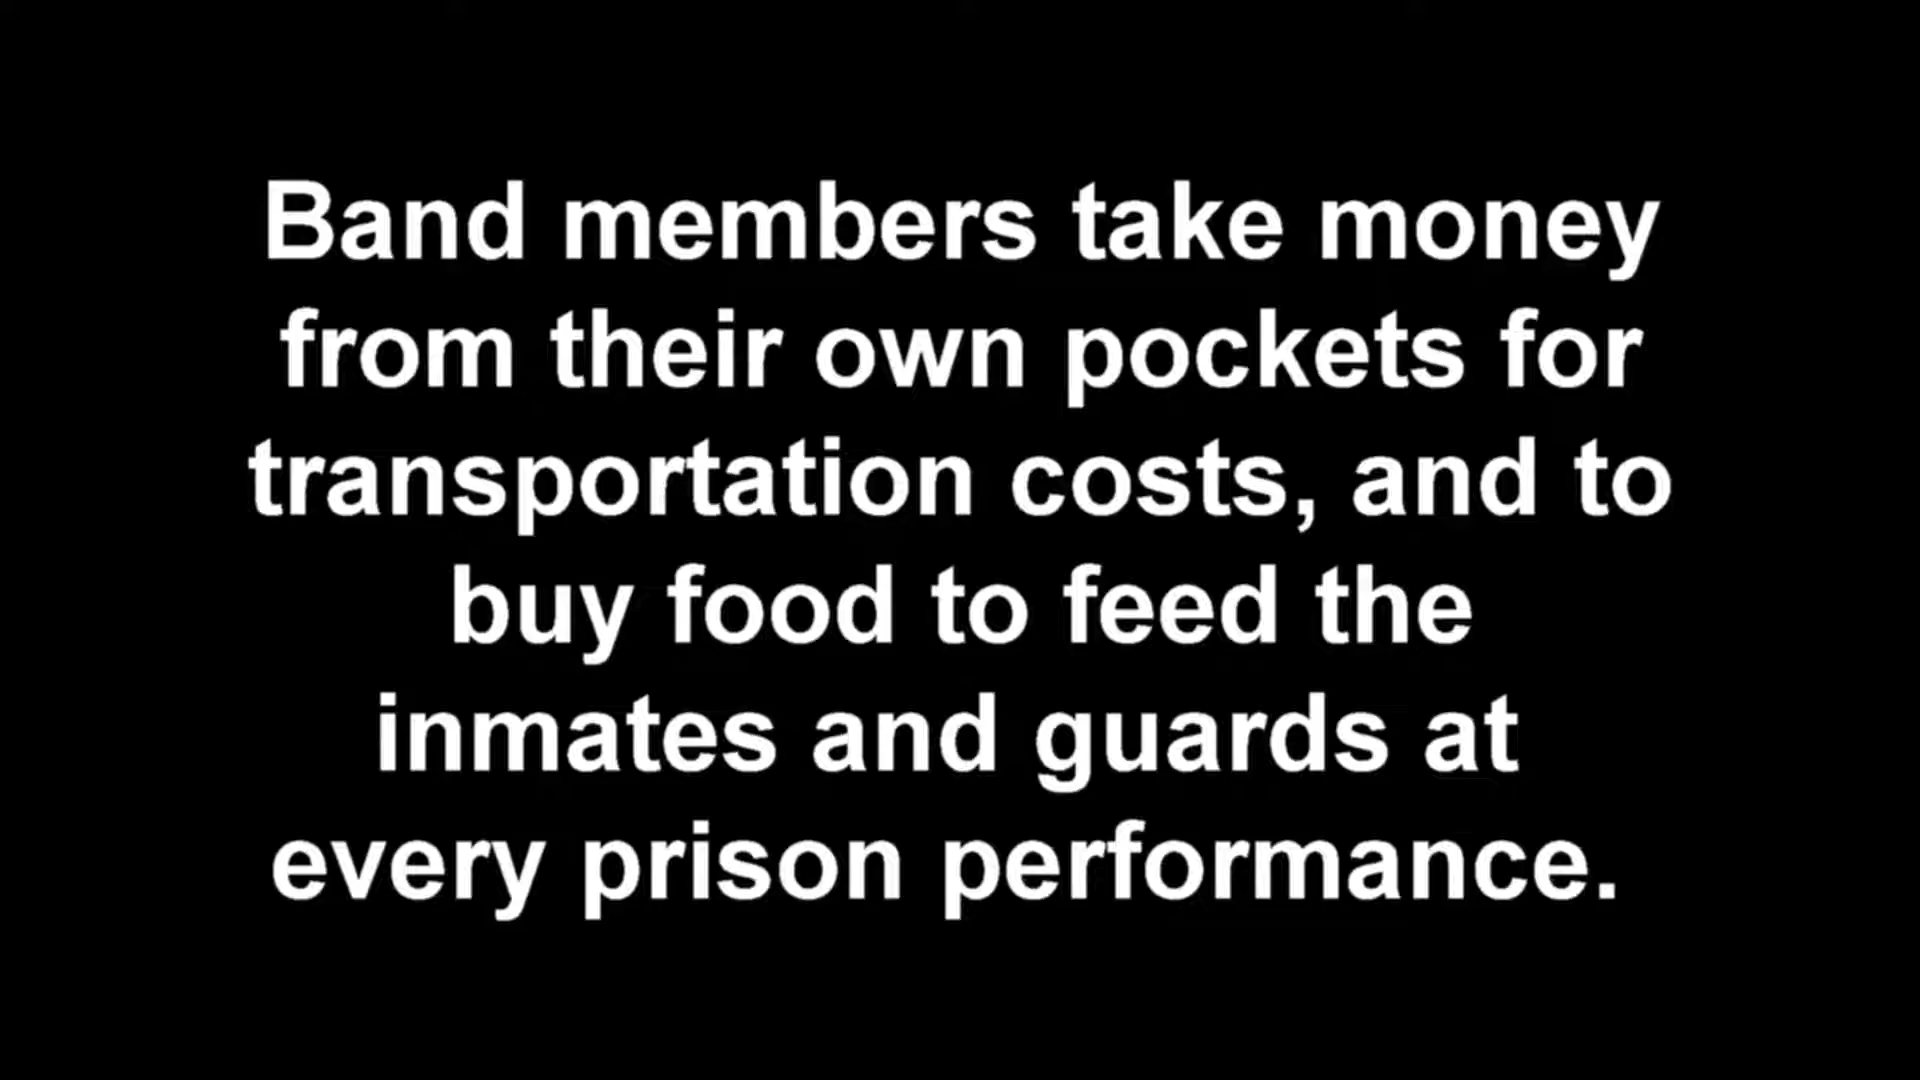 Band members take money
from their own pockets for
transportation costs, and to
buy food to feed the
inmates and guards at
every prison performance.